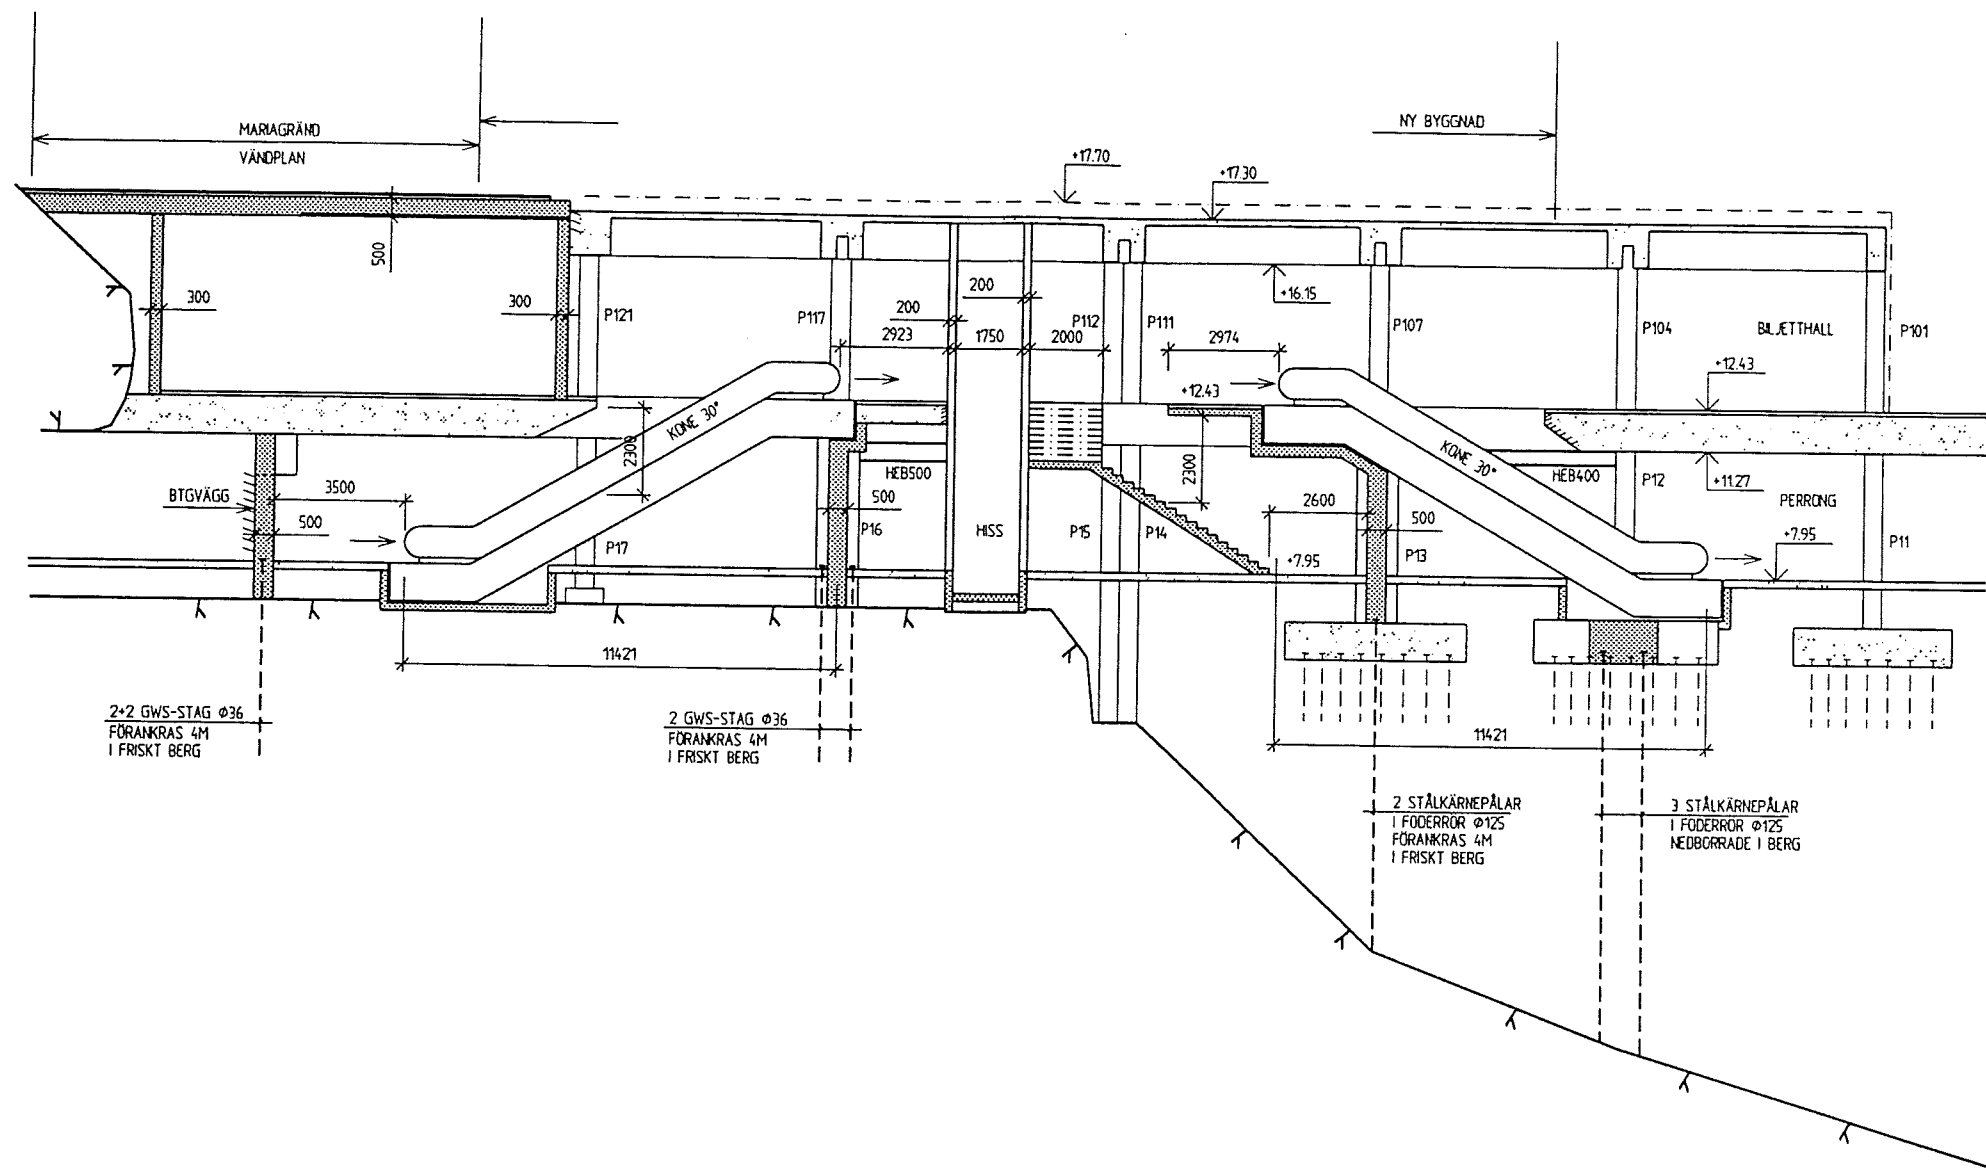 MARIAGRÄND
VÄNDPLAN
NY BYGGNAD
+17.70
+17.30
500
300
300
P121
P117
200
200
2923
1750
2000
P112
P111
2974
+16.15
P107
P104
BILJETTHALL
P101
+12.43
+12.43
KONE 30°
2300
HEB500
2300
KONE 30°
HEB400
P12
+11.27
PERRONG
BTGVÄGG
3500
500
500
P16
P17
HISS
P15
P14
2600
500
P13
+7.95
+7.95
P11
11421
11421
2+2 GWS-STAG Ø36
FÖRANKRAS 4M
I FRISKT BERG
2 GWS-STAG Ø36
FÖRANKRAS 4M
I FRISKT BERG
2 STÅLKÄRNEPÅLAR
I FODERRÖR Ø125
FÖRANKRAS 4M
I FRISKT BERG
3 STÅLKÄRNEPÅLAR
I FODERRÖR Ø125
NEDBORRADE I BERG